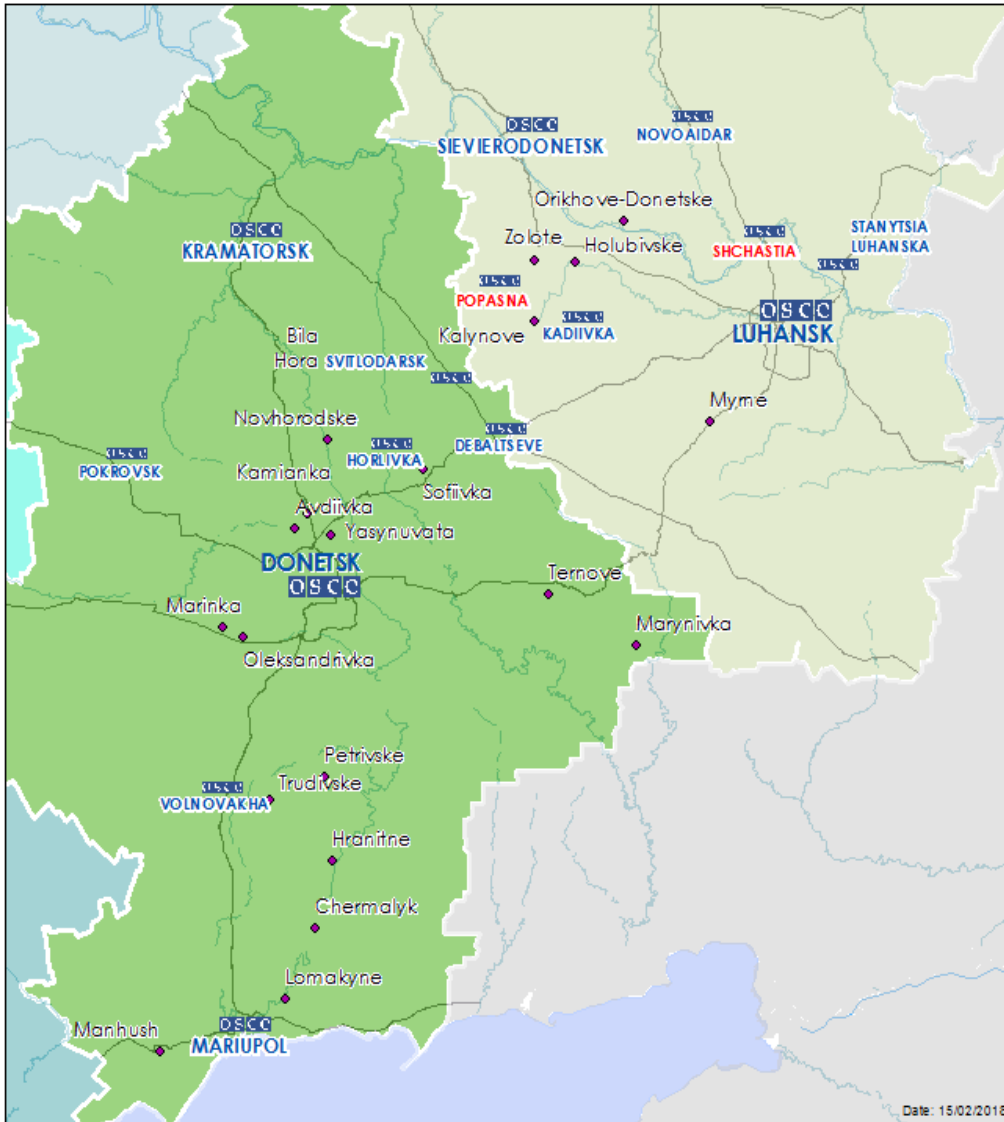 OSCE
NOVOAIDAR
OSCE
SIEVIERODONETSK
Orikhove-Donetske
OSCE
KRAMATORSK
Zolote
Holubivske
OSCE
SHCHASTIA
STANYTSIA
LUHANSKA
OSCE
OSCE
POPASNA
OSCE
LUHANSK
Kalynove
OSCE
KADIIVKA
Bila
Hora
SVITLODARSK
OSCE
Myrne
Novhorodske
OSCE
DEBALTSEVE
OSCE
HORLIVKA
OSCE
POKROVSK
Kamianka
Sofiivka
Avdiivka
Yasynuvata
DONETSK
OSCE
Ternove
Marinka
Marynivka
Oleksandrivka
Petrivske
OSCE
VOLNOVAKHA
Trudivske
Hranitne
Chermalyk
Lomakyne
OSCE
MARIUPOL
Manhush
Date: 15/02/2018